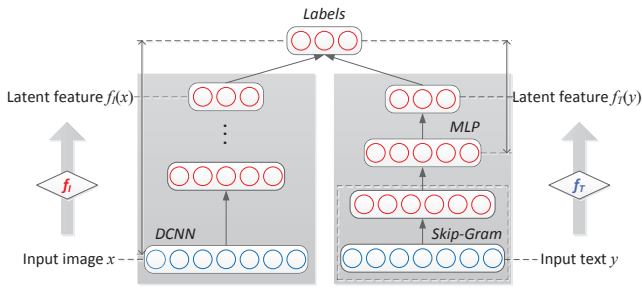 Labels
Latent feature f_I(x)
Latent feature f_T(y)
MLP
f_I
f_T
DCNN
Skip-Gram
Input image x
Input text y